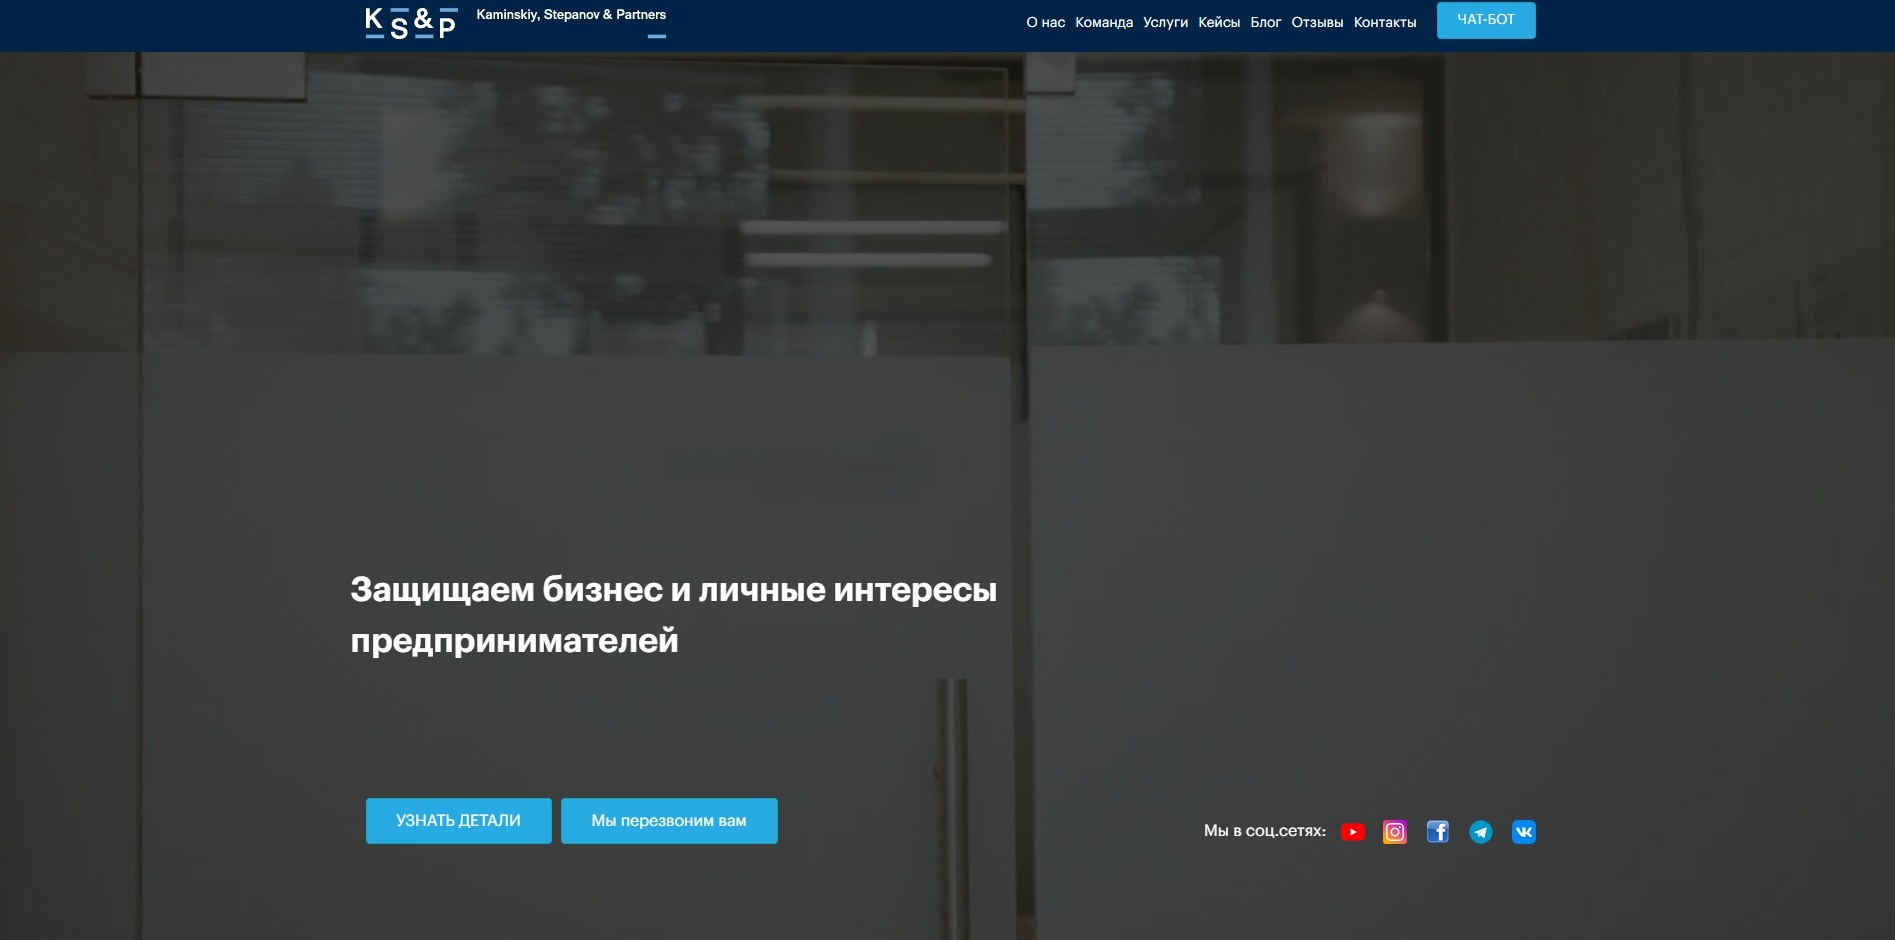 K S & P
Kaminskiy, Stepanov & Partners
О нас Команда Услуги Кейсы Блог Отзывы Контакты
ЧАТ-БОТ
Защищаем бизнес и личные интересы
предпринимателей
УЗНАТЬ ДЕТАЛИ
Мы перезвоним вам
Мы в соц.сетях: